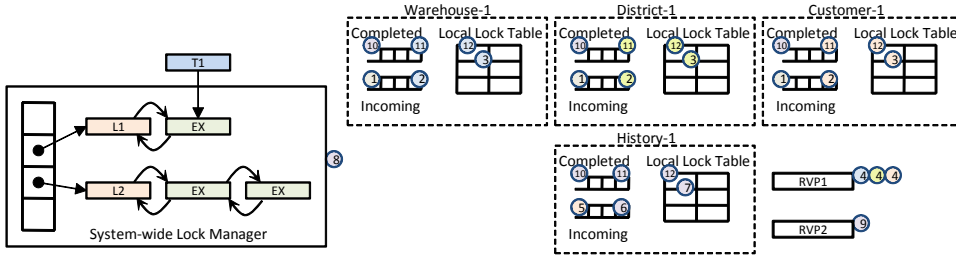 Warehouse-1
Completed
Local Lock Table
10
11
12
3
1
2
Incoming
District-1
Completed
Local Lock Table
10
11
12
3
1
2
Incoming
Customer-1
Completed
Local Lock Table
10
11
12
3
1
2
Incoming
T1
L1
EX
8
L2
EX
EX
System-wide Lock Manager
History-1
Completed
Local Lock Table
10
11
12
7
5
6
Incoming
RVP1
4
4
4
RVP2
9